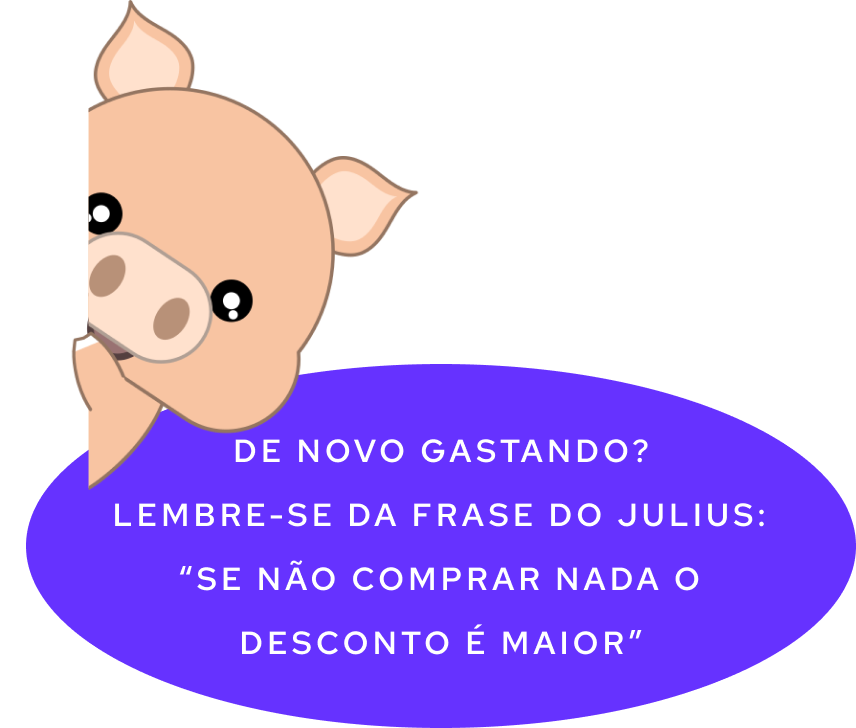 DE NOVO GASTANDO?
LEMBRE-SE DA FRASE DO JULIUS:
“SE NÃO COMPRAR NADA O
DESCONTO É MAIOR”